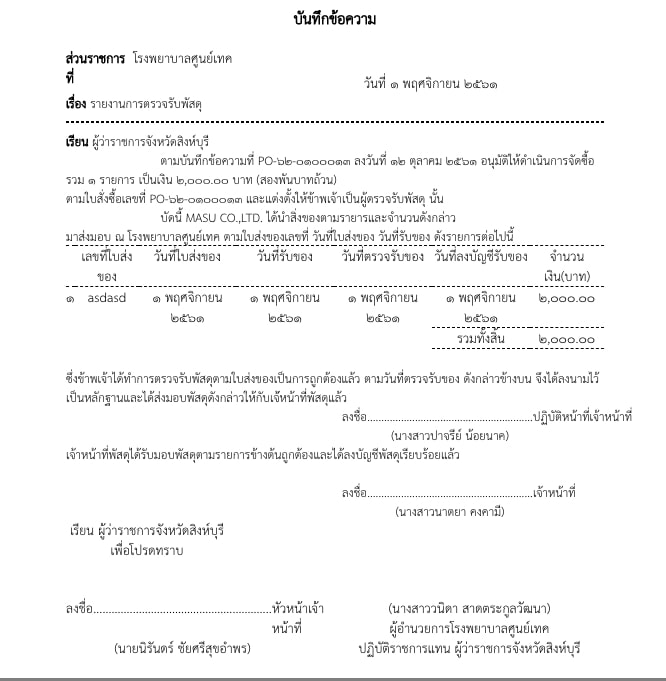 บันทึกข้อความ
ส่วนราชการ โรงพยาบาลศูนย์เทค
ที่ วันที่ ๑ พฤศจิกายน ๒๕๖๑
เรื่อง รายงานการตรวจรับพัสดุ
เรียน ผู้ว่าราชการจังหวัดสิงห์บุรี
ตามบันทึกข้อความที่ PO-๖๒-๐๑๐๐๐๑๓ ลงวันที่ ๑๒ ตุลาคม ๒๕๖๑ อนุมัติให้ดำเนินการจัดซื้อ
รวม ๑ รายการ เป็นเงิน ๒,๐๐๐.๐๐ บาท (สองพันบาทถ้วน)
ตามใบสั่งซื้อเลขที่ PO-๖๒-๐๑๐๐๐๑๓ และแต่งตั้งให้ข้าพเจ้าเป็นผู้ตรวจรับพัสดุ นั้น
บัดนี้ MASU CO.,LTD. ได้นำสิ่งของตามรายการและจำนวนดังกล่าว
มาส่งมอบ ณ โรงพยาบาลศูนย์เทค ตามใบส่งของเลขที่ วันที่ใบส่งของ วันที่รับของ ดังรายการต่อไปนี้
เลขที่ใบส่ง วันที่ใบส่งของ วันที่รับของ วันที่ตรวจรับของ วันที่ลงบัญชีรับของ จำนวน
ของ เงิน(บาท)
๑ asdasd ๑ พฤศจิกายน ๑ พฤศจิกายน ๑ พฤศจิกายน ๑ พฤศจิกายน ๒,๐๐๐.๐๐
๒๕๖๑ ๒๕๖๑ ๒๕๖๑ ๒๕๖๑
รวมทั้งสิ้น ๒,๐๐๐.๐๐
ซึ่งข้าพเจ้าได้ทำการตรวจรับพัสดุตามใบส่งของเป็นการถูกต้องแล้ว ตามวันที่ตรวจรับของ ดังกล่าวข้างบน จึงได้ลงนามไว้
เป็นหลักฐานและได้ส่งมอบพัสดุดังกล่าวให้กับเจ้หน้าที่พัสดุแล้ว
ลงชื่อ......................................................ปฏิบัติหน้าที่เจ้าหน้าที่
(นางสาวปาจรีย์ น้อยนาค)
เจ้าหน้าที่พัสดุได้รับมอบพัสดุตามรายการข้างต้นถูกต้องและได้ลงบัญชีพัสดุเรียบร้อยแล้ว
ลงชื่อ......................................................เจ้าหน้าที่
(นางสาวนาตยา คงคามี)
เรียน ผู้ว่าราชการจังหวัดสิงห์บุรี
เพื่อโปรดทราบ
ลงชื่อ......................................................หัวหน้าเจ้า (นางสาววนิดา สาดตระกูลวัฒนา)
หน้าที่ ผู้อำนวยการโรงพยาบาลศูนย์เทค
(นายนิรันดร์ ชัยศรีสุขอำพร) ปฏิบัติราชการแทน ผู้ว่าราชการจังหวัดสิงห์บุรี